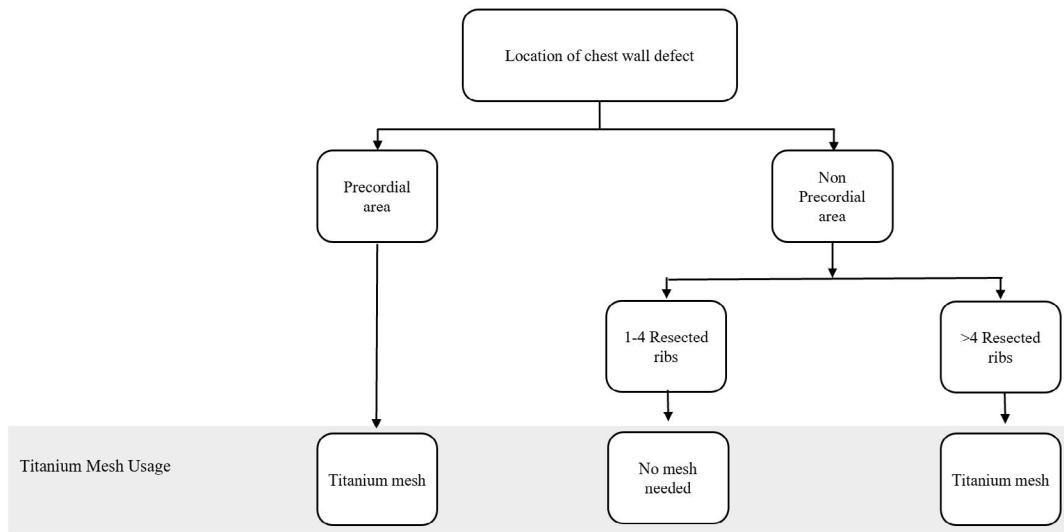 Location of chest wall defect
Precordial
area
Non
Precordial
area
1-4 Resected
ribs
>4 Resected
ribs
Titanium Mesh Usage
Titanium mesh
No mesh
needed
Titanium mesh